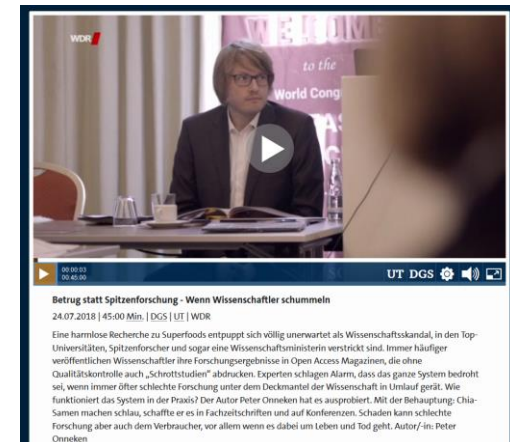 WDR
WELCOME
to the
World Cong
00:00:03
00:45:00
UT DGS
Betrug statt Spitzenforschung - Wenn Wissenschaftler schummeln
24.07.2018 | 45:00 Min. | DGS | UT | WDR
Eine harmlose Recherche zu Superfoods entpuppt sich völlig unerwartet als Wissenschaftsskandal, in den Top-
Universitäten, Spitzenforscher und sogar eine Wissenschaftsministerin verstrickt sind. Immer häufiger
veröffentlichen Wissenschaftler ihre Forschungsergebnisse in Open Access Magazinen, die ohne
Qualitätskontrolle auch „Schrottstudien" abdrucken. Experten schlagen Alarm, dass das ganze System bedroht
sei, wenn immer öfter schlechte Forschung unter dem Deckmantel der Wissenschaft in Umlauf gerät. Wie
funktioniert das System in der Praxis? Der Autor Peter Onneken hat es ausprobiert. Mit der Behauptung: Chia-
Samen machen schlau, schaffte er es in Fachzeitschriften und auf Konferenzen. Schaden kann schlechte
Forschung aber auch dem Verbraucher, vor allem wenn es dabei um Leben und Tod geht. Autor/-in: Peter
Onneken